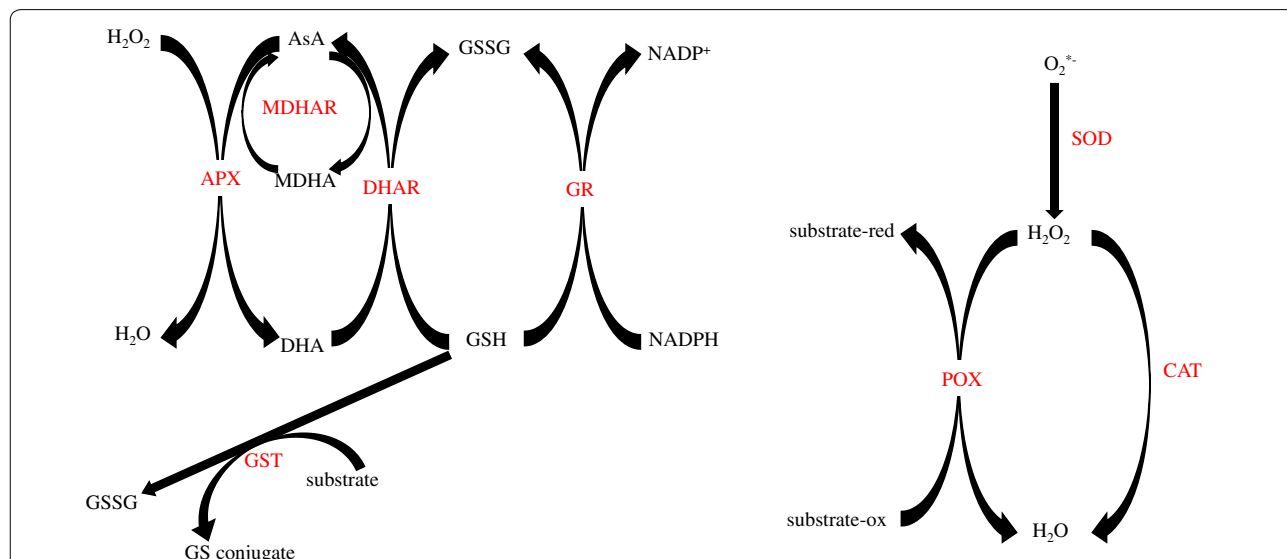 H₂O₂
AsA
GSSG
NADP⁺
MDHAR
APX
MDHA
DHAR
GR
H₂O
DHA
GSH
NADPH
GST
substrate
GSSG
GS conjugate
O₂*⁻
SOD
substrate-red
H₂O₂
POX
CAT
substrate-ox
H₂O